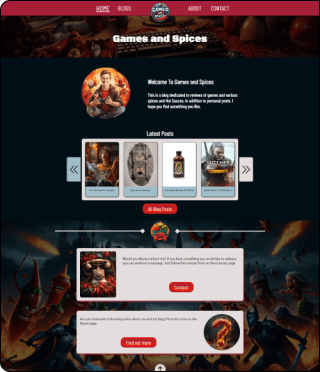 HOME
BLOGS
GAMES
ABOUT
CONTACT
Games and Spices
Welcome To Games and Spices
This is a blog dedicated to reviews of games and various
spices and Hot Sauces, in addition to personal posts. I
hope you find something you like.
Latest Posts
WITCHER
All Blog Posts
Would you like to contact me? If you have something you would like to address,
you can send me a message. Just follow the contact form on the Contact page.
Contact
Are you interested in knowing more about me and my blog? Find out more on the
About page.
Find out more